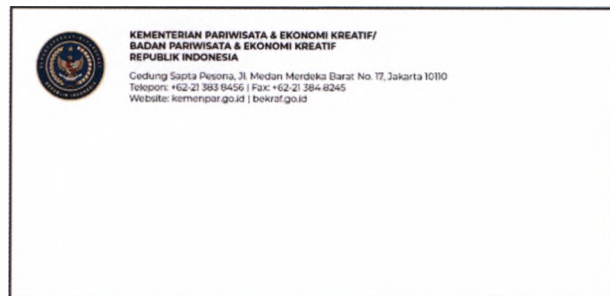 KEMENTERIAN PARIWISATA & EKONOMI KREATIF/
BADAN PARIWISATA & EKONOMI KREATIF
REPUBLIK INDONESIA
Gedung Sapta Pesona, Jl. Medan Merdeka Barat No. 17, Jakarta 10110
Telepon: +62-21 383 8456 | Fax: +62-21 384 8245
Website: kemenpar.go.id | bekraf.go.id
REPUBLIK INDONESIA